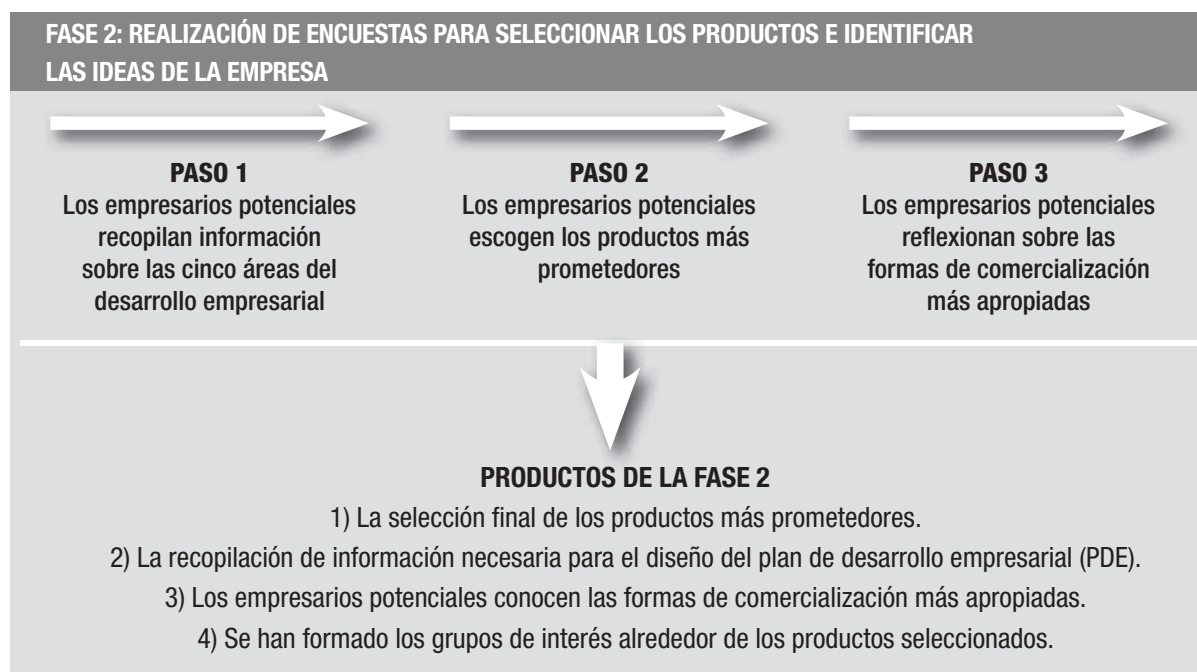 FASE 2: REALIZACIÓN DE ENCUESTAS PARA SELECCIONAR LOS PRODUCTOS E IDENTIFICAR
LAS IDEAS DE LA EMPRESA
PASO 1
Los empresarios potenciales
recopilan información
sobre las cinco áreas del
desarrollo empresarial
PASO 2
Los empresarios potenciales
escogen los productos más
prometedores
PASO 3
Los empresarios potenciales
reflexionan sobre las
formas de comercialización
más apropiadas
PRODUCTOS DE LA FASE 2
1) La selección final de los productos más prometedores.
2) La recopilación de información necesaria para el diseño del plan de desarrollo empresarial (PDE).
3) Los empresarios potenciales conocen las formas de comercialización más apropiadas.
4) Se han formado los grupos de interés alrededor de los productos seleccionados.